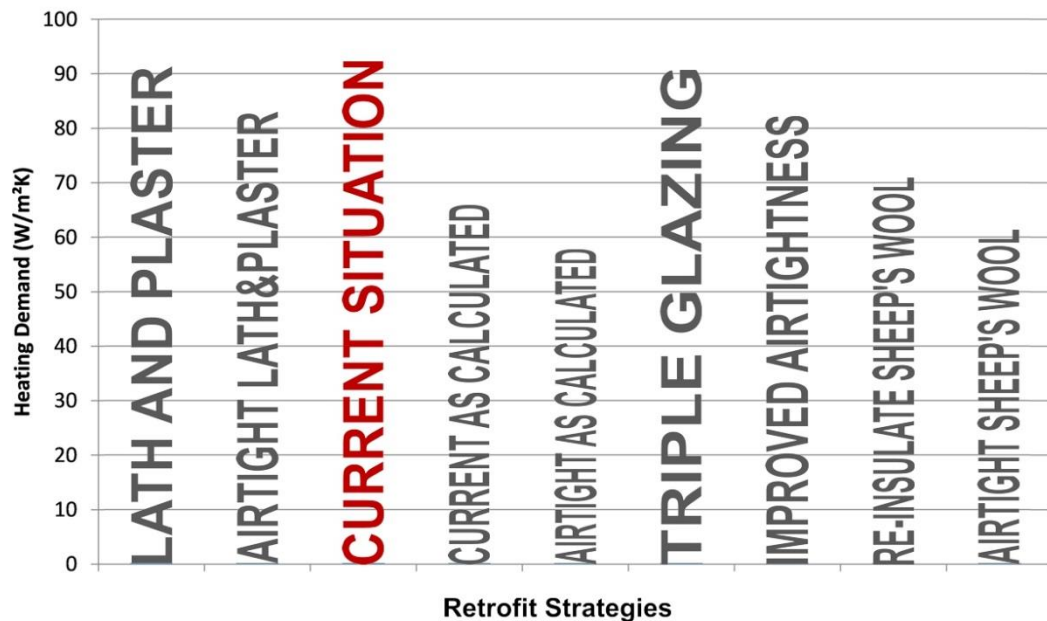 100
90
80
70
60
50
40
30
20
10
0
Heating Demand (W/m²K)
LATH AND PLASTER
AIRTIGHT LATH&PLASTER
CURRENT SITUATION
CURRENT AS CALCULATED
AIRTIGHT AS CALCULATED
TRIPLE GLAZING
IMPROVED AIRTIGHTNESS
RE-INSULATE SHEEP'S WOOL
AIRTIGHT SHEEP'S WOOL
Retrofit Strategies